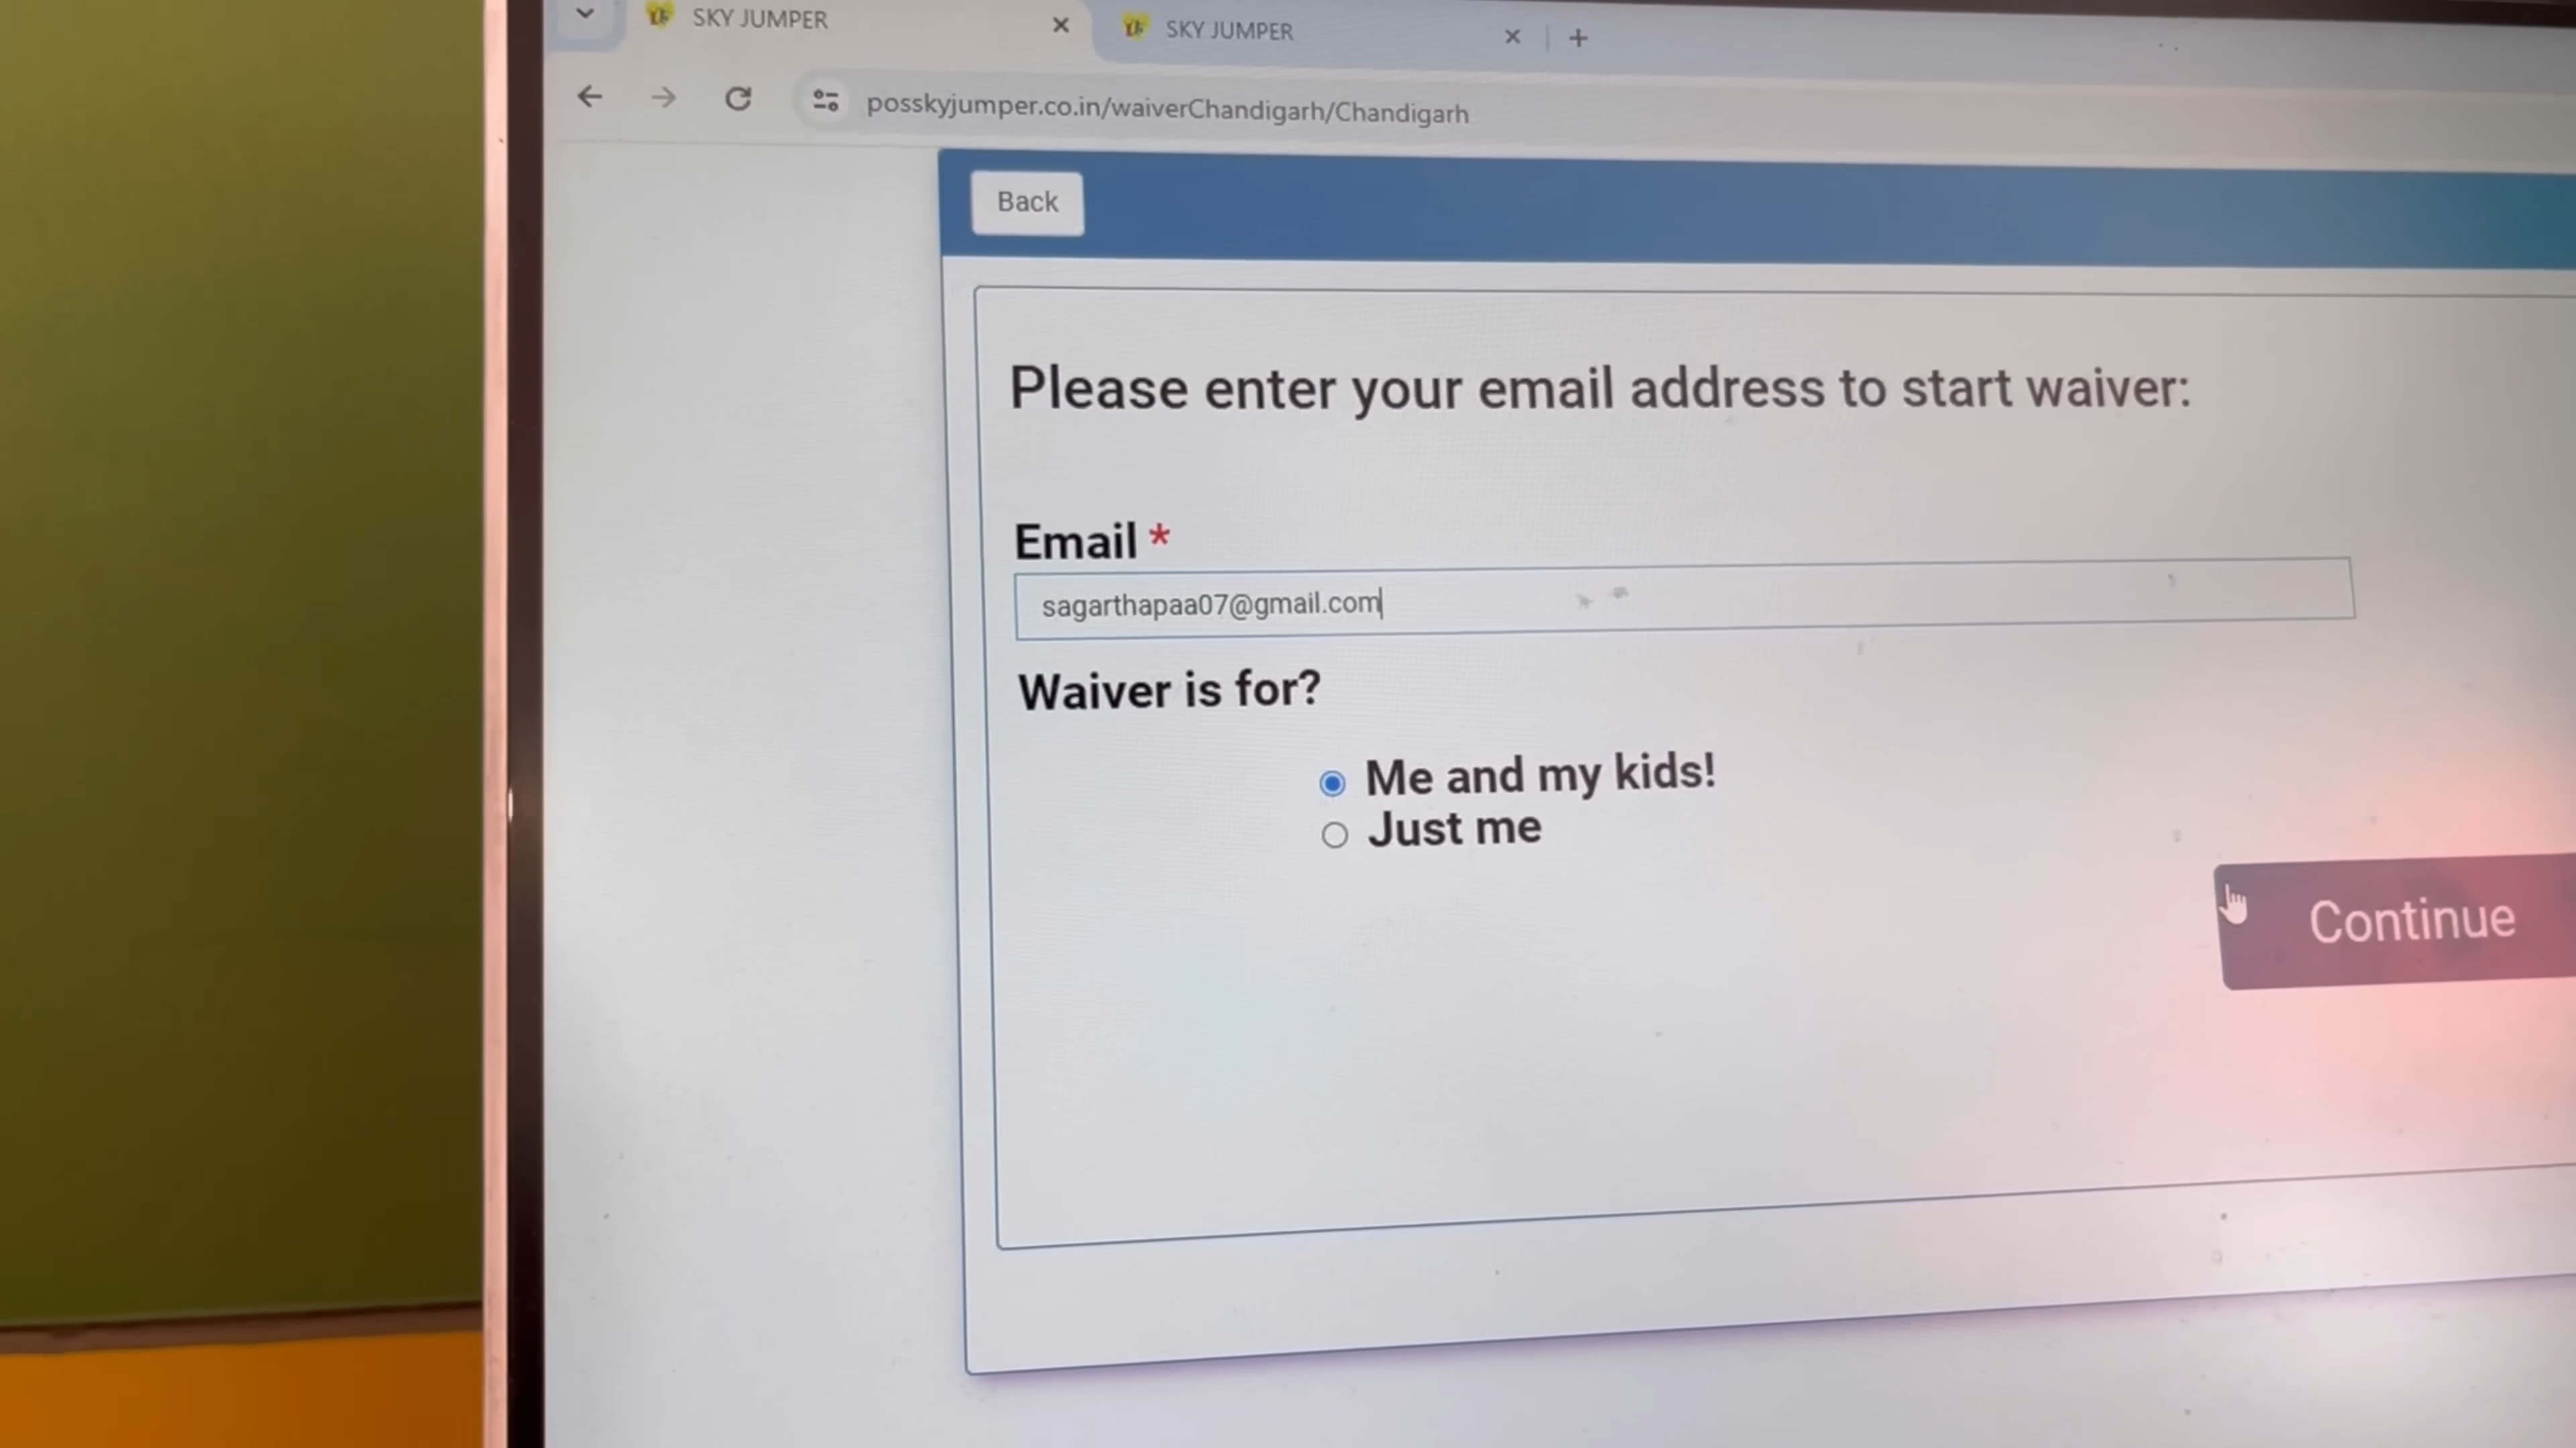 SKY JUMPER
SKY JUMPER
posskyjumper.co.in/waiverChandigarh/Chandigarh
Back
Please enter your email address to start waiver:
Email *
sagarthapaa07@gmail.com
Waiver is for?
Me and my kids!
Just me
Continue